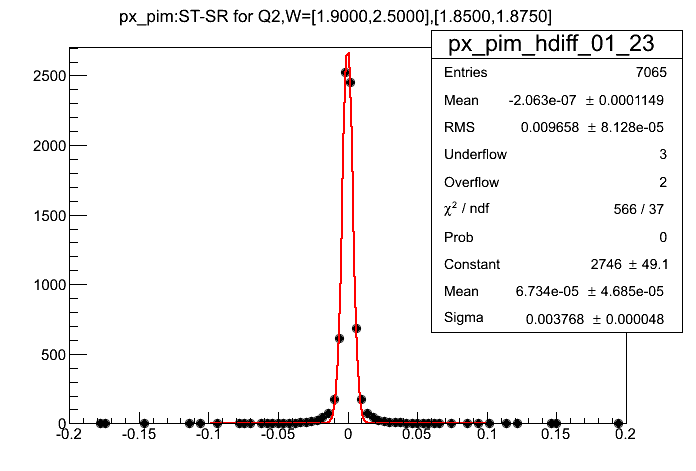 px_pim:ST-SR for Q2,W=[1.9000,2.5000],[1.8500,1.8750]
px_pim_hdiff_01_23
Entries 7065
Mean -2.063e-07 ± 0.0001149
RMS 0.009658 ± 8.128e-05
Underflow 3
Overflow 2
χ² / ndf 566 / 37
Prob 0
Constant 2746 ± 49.1
Mean 6.734e-05 ± 4.685e-05
Sigma 0.003768 ± 0.000048
2500
2000
1500
1000
500
0
-0.2 -0.15 -0.1 -0.05 0 0.05 0.1 0.15 0.2